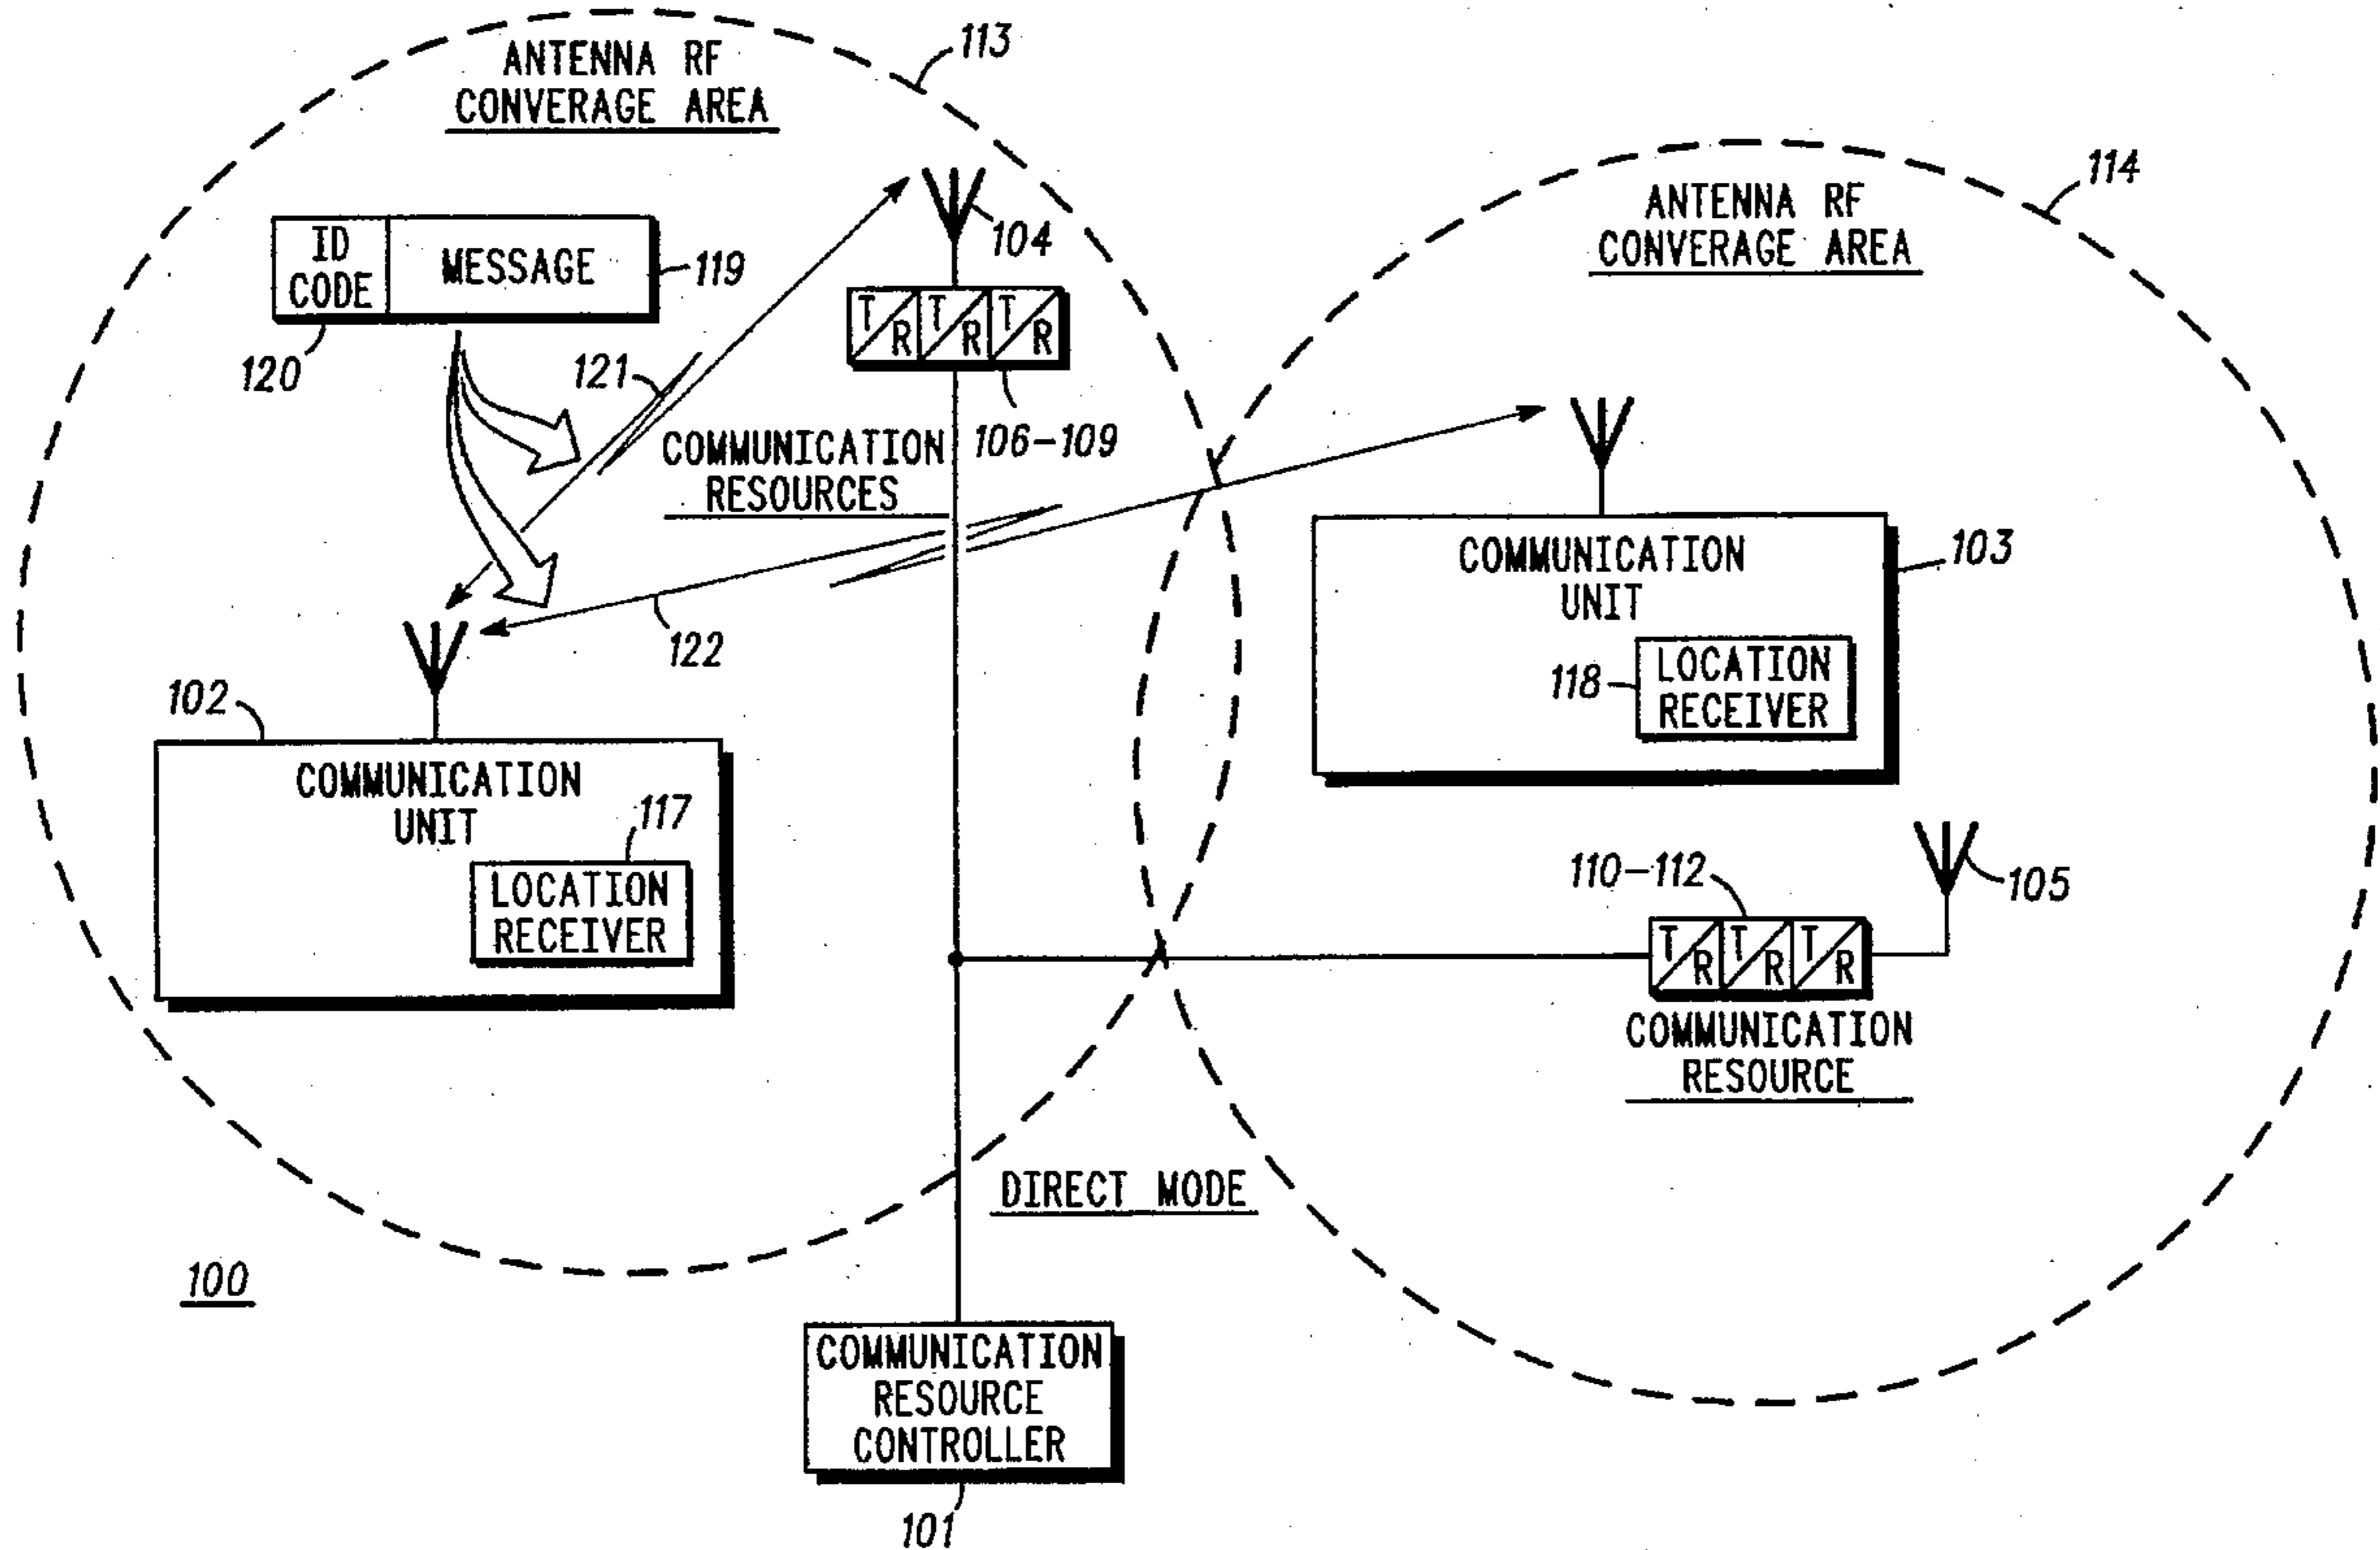 ANTENNA RF
CONVERAGE AREA
113
ID
CODE
MESSAGE
119
120
121
104
T/R T/R T/R
106-109
COMMUNICATION
RESOURCES
122
102
COMMUNICATION
UNIT
117
LOCATION
RECEIVER
ANTENNA RF
CONVERAGE AREA
114
COMMUNICATION
UNIT
103
118
LOCATION
RECEIVER
110-112
105
T/R T/R T/R
COMMUNICATION
RESOURCE
DIRECT MODE
100
COMMUNICATION
RESOURCE
CONTROLLER
101